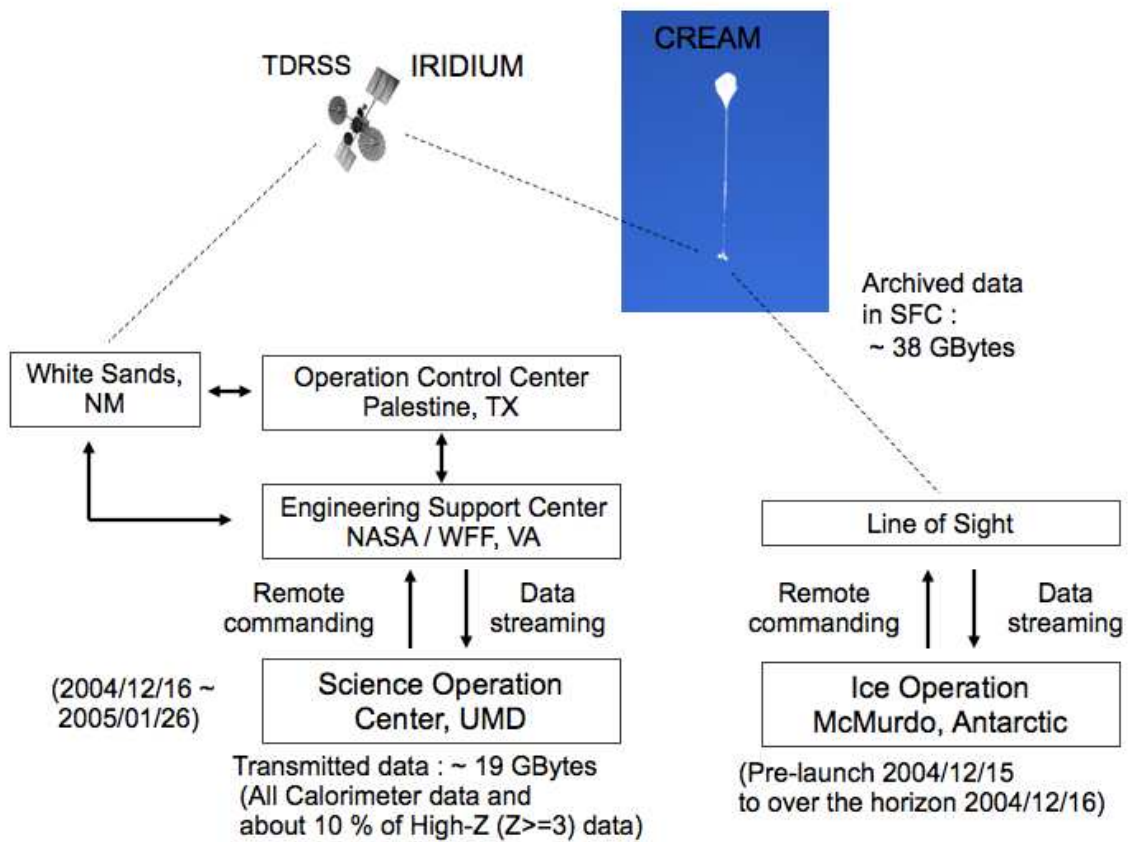 TDRSS IRIDIUM
CREAM
Archived data
in SFC :
~ 38 GBytes
White Sands,
NM
Operation Control Center
Palestine, TX
Engineering Support Center
NASA / WFF, VA
Line of Sight
Remote
commanding
Data
streaming
Remote
commanding
Data
streaming
(2004/12/16 ~
2005/01/26)
Science Operation
Center, UMD
Ice Operation
McMurdo, Antarctic
Transmitted data : ~ 19 GBytes
(All Calorimeter data and
about 10 % of High-Z (Z>=3) data)
(Pre-launch 2004/12/15
to over the horizon 2004/12/16)